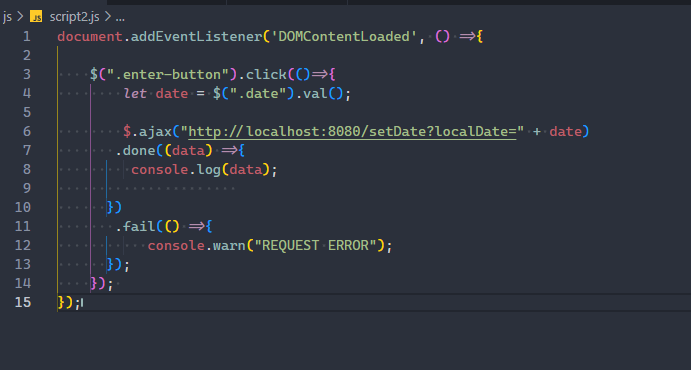 js > JS script2.js > ...
1 document.addEventListener('DOMContentLoaded', () =>{
2
3 $(".enter-button").click(()=>{
4 let date = $(".date").val();
5
6 $.ajax("http://localhost:8080/setDate?localDate=" + date)
7 .done((data) =>{
8 console.log(data);
9
10 })
11 .fail(() =>{
12 console.warn("REQUEST ERROR");
13 });
14 });
15 });